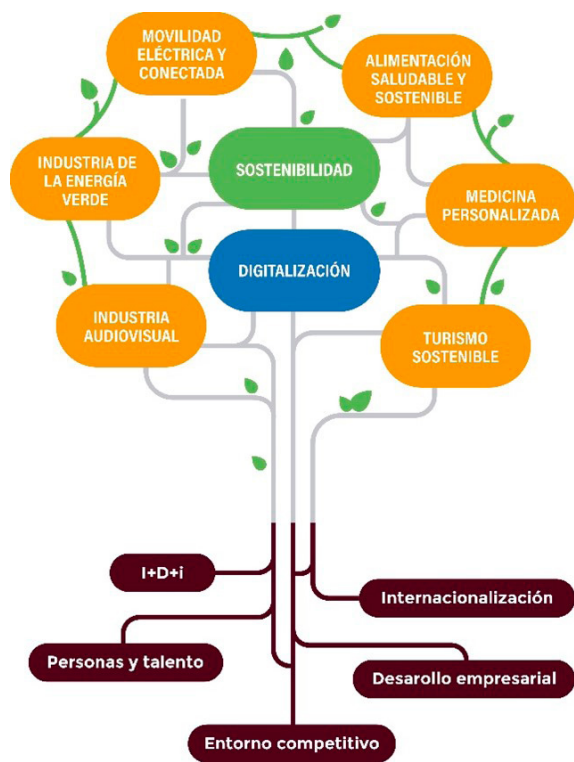 MOVILIDAD
ELÉCTRICA Y
CONECTADA
ALIMENTACIÓN
SALUDABLE Y
SOSTENIBLE
INDUSTRIA DE
LA ENERGÍA
VERDE
SOSTENIBILIDAD
MEDICINA
PERSONALIZADA
DIGITALIZACIÓN
INDUSTRIA
AUDIOVISUAL
TURISMO
SOSTENIBLE
I+D+i
Internacionalización
Personas y talento
Desarollo empresarial
Entorno competitivo